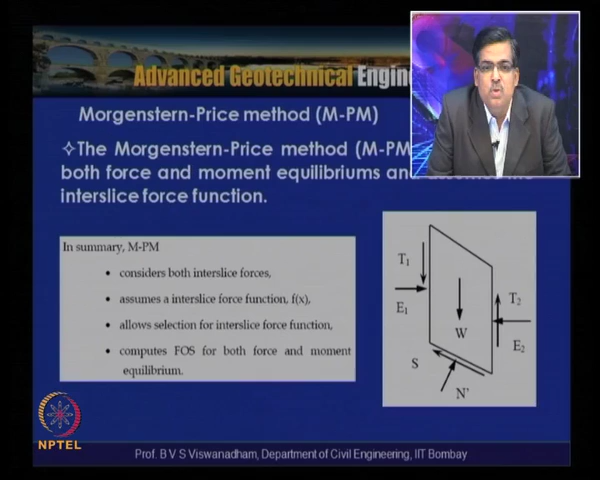 Advanced Geotechnical Engine
Morgenstern-Price method (M-PM)
✧The Morgenstern-Price method (M-PM
both force and moment equilibriums and
interslice force function.
In summary, M-PM
• considers both interslice forces,
• assumes a interslice force function, f(x),
• allows selection for interslice force function,
• computes FOS for both force and moment
equilibrium.
T1
E1
W
T2
E2
S
N'
NPTEL
Prof. B V S Viswanadham, Department of Civil Engineering, IIT Bombay